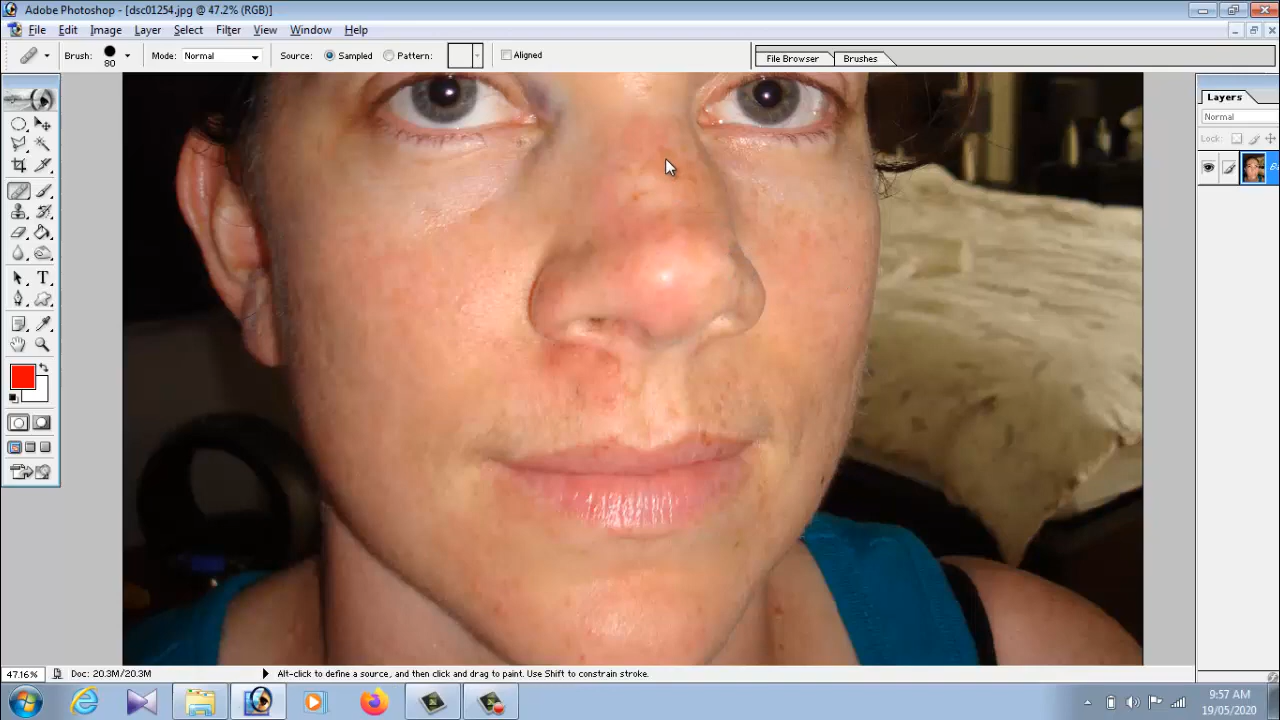 Adobe Photoshop - [dsc01254.jpg @ 47.2% (RGB)]
File Edit Image Layer Select Filter View Window Help
Brush: 80 Mode: Normal Source: Sampled Pattern: Aligned
File Browser Brushes
Layers
Normal
Lock:
T
47.16% Doc: 20.3M/20.3M Alt-click to define a source, and then click and drag to paint. Use Shift to constrain stroke.
9:57 AM
19/05/2020